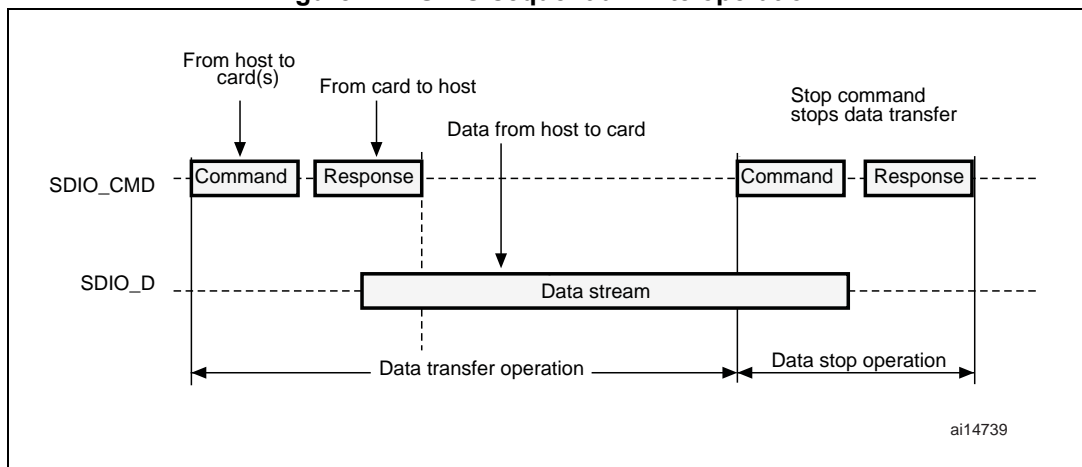 From host to
card(s)
From card to host
Data from host to card
Stop command
stops data transfer
SDIO_CMD
Command
Response
Command
Response
SDIO_D
Data stream
Data transfer operation
Data stop operation
ai14739